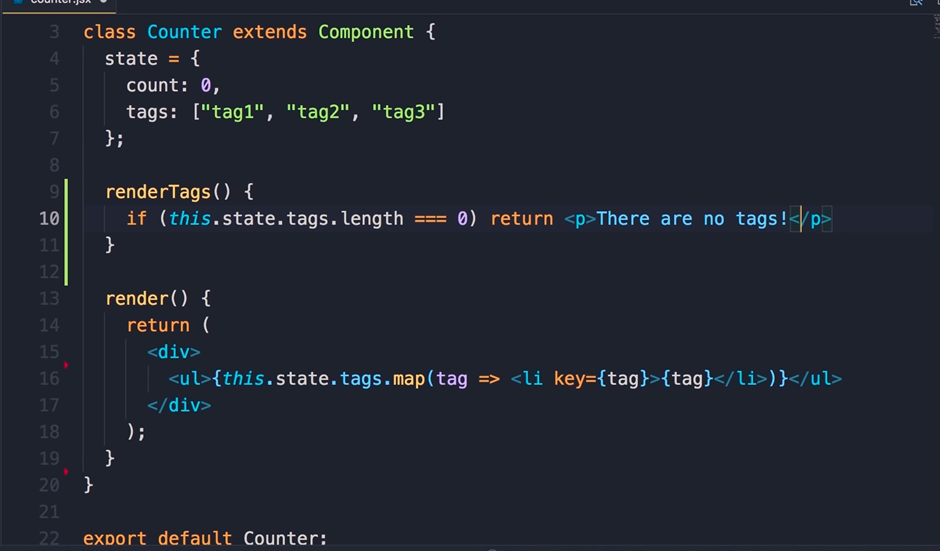 counter.jsx
3 class Counter extends Component {
4 state = {
5 count: 0,
6 tags: ["tag1", "tag2", "tag3"]
7 };
8
9 renderTags() {
10 if (this.state.tags.length === 0) return <p>There are no tags!</p>
11 }
12
13 render() {
14 return (
15 <div>
16 <ul>{this.state.tags.map(tag => <li key={tag}>{tag}</li>)}</ul>
17 </div>
18 );
19 }
20 }
21
22 export default Counter;